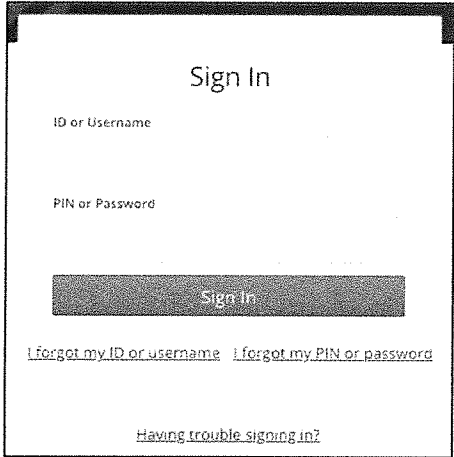 Sign In
ID or Username
PIN or Password
Sign In
I forgot my ID or username I forgot my PIN or password
Having trouble signing in?